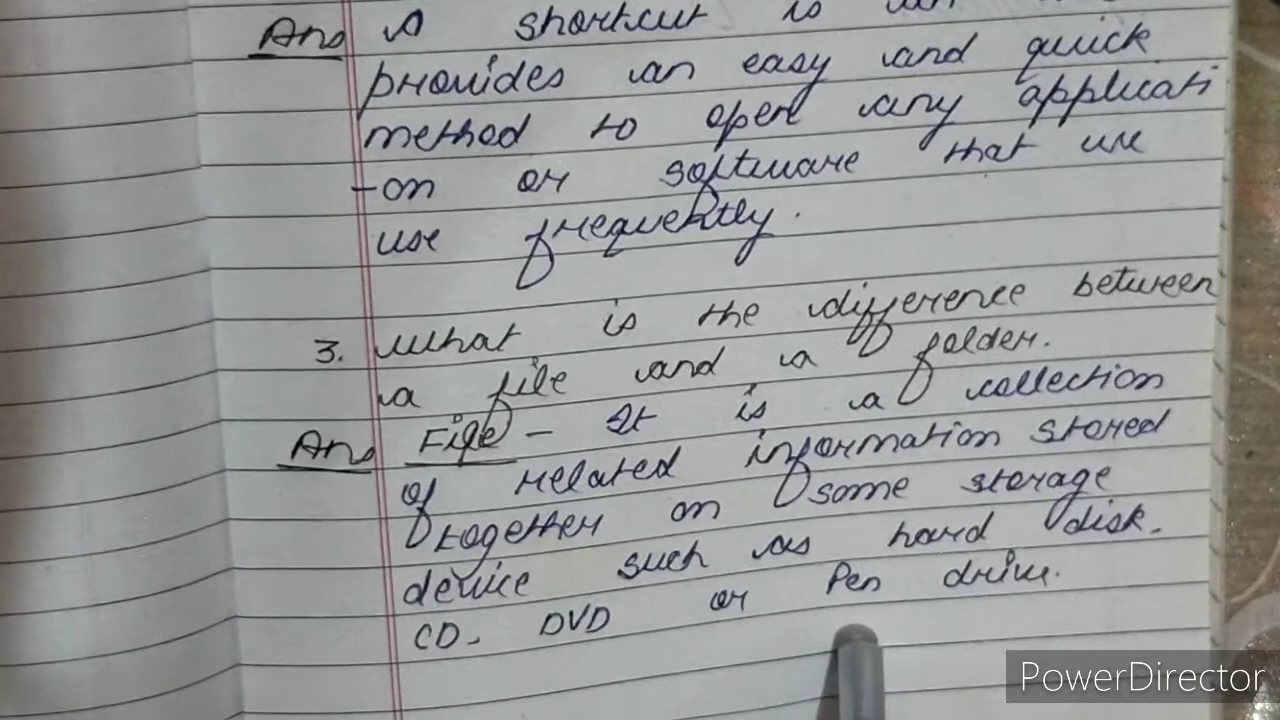 Ans A shortcut is an
provides an easy and quick
method to open any applicati
-on or software that we
use frequently.
3. What is the difference between
a file and a folder.
Ans File - It is a collection
of related information stored
together on some storage
device such as hard disk.
CD. DVD or Pen drive.
PowerDirector